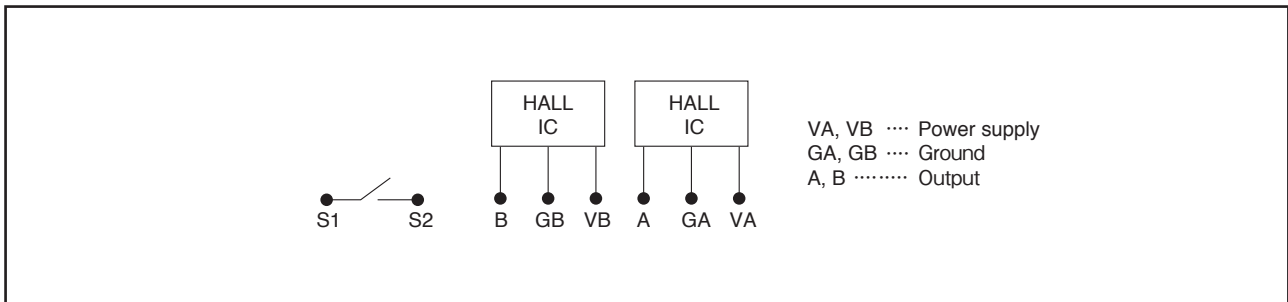 HALL HALL
IC IC
VA, VB ···· Power supply
GA, GB ···· Ground
A, B ········· Output
S1 S2 B GB VB A GA VA